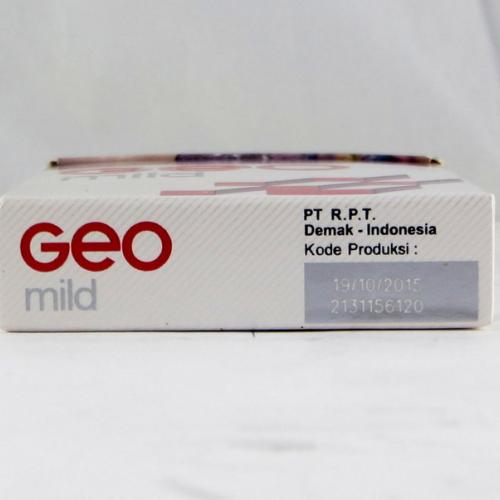 GEO
mild
PT R.P.T.
Demak - Indonesia
Kode Produksi :
19/10/2015
2131156120